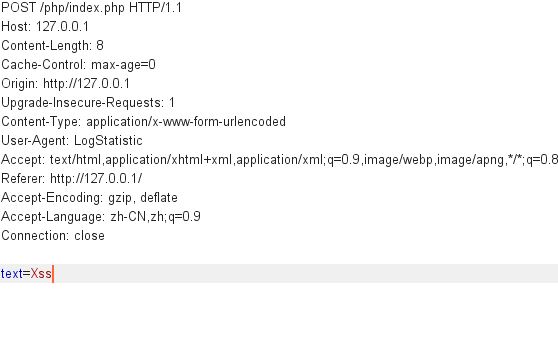 POST /php/index.php HTTP/1.1
Host: 127.0.0.1
Content-Length: 8
Cache-Control: max-age=0
Origin: http://127.0.0.1
Upgrade-Insecure-Requests: 1
Content-Type: application/x-www-form-urlencoded
User-Agent: LogStatistic
Accept: text/html,application/xhtml+xml,application/xml;q=0.9,image/webp,image/apng,*/*;q=0.8
Referer: http://127.0.0.1/
Accept-Encoding: gzip, deflate
Accept-Language: zh-CN,zh;q=0.9
Connection: close
text=Xss